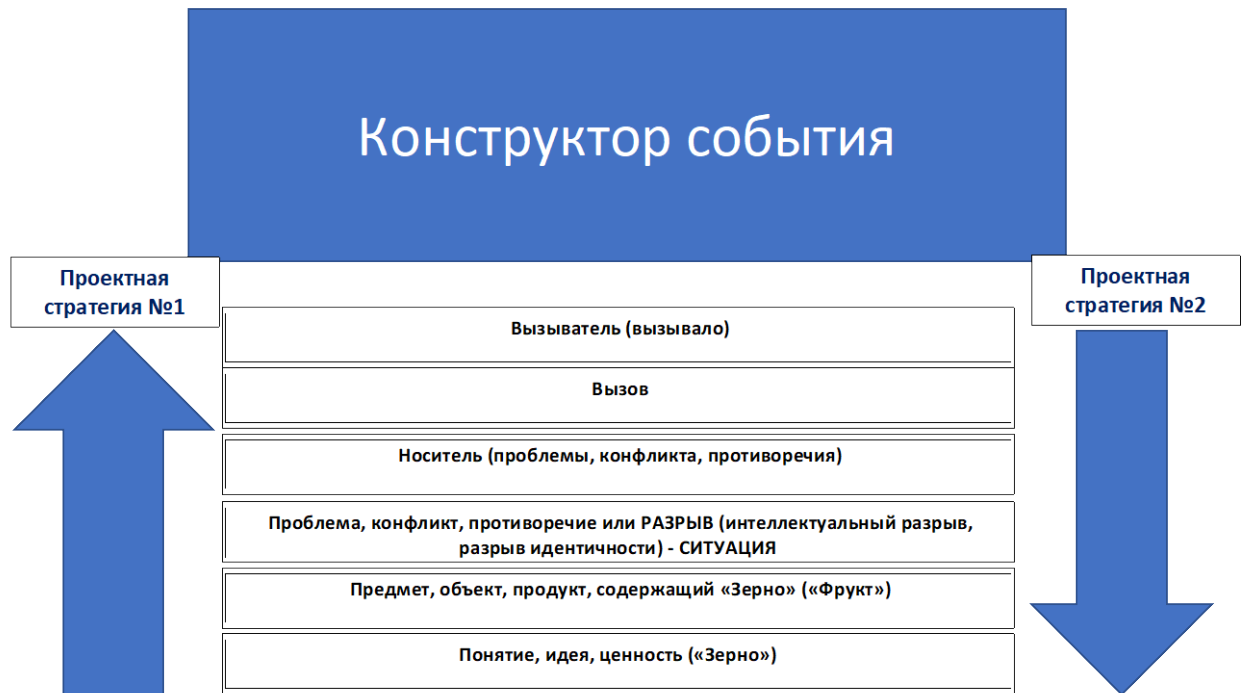 Конструктор события
Проектная
стратегия №1
Проектная
стратегия №2
Вызыватель (вызывало)
Вызов
Носитель (проблемы, конфликта, противоречия)
Проблема, конфликт, противоречие или РАЗРЫВ (интеллектуальный разрыв,
разрыв идентичности) - СИТУАЦИЯ
Предмет, объект, продукт, содержащий «Зерно» («Фрукт»)
Понятие, идея, ценность («Зерно»)